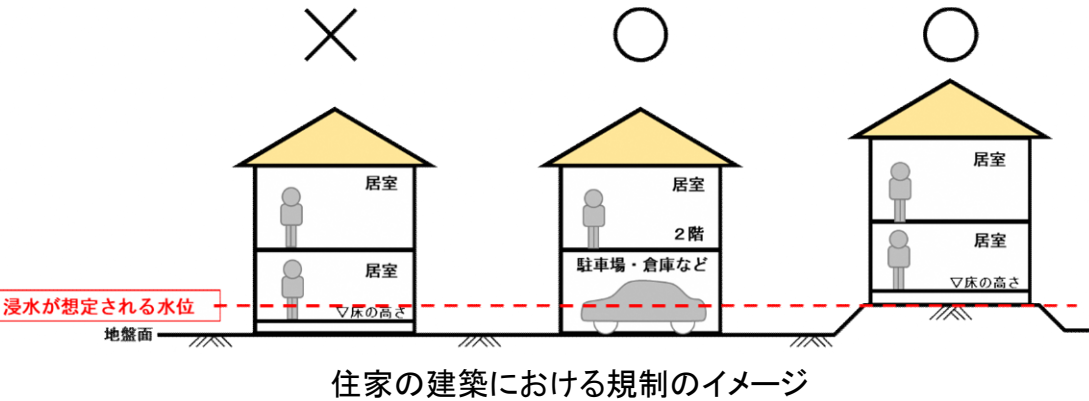 居室
居室
▽床の高さ
居室
2階
駐車場・倉庫など
居室
居室
▽床の高さ
浸水が想定される水位
地盤面
住家の建築における規制のイメージ